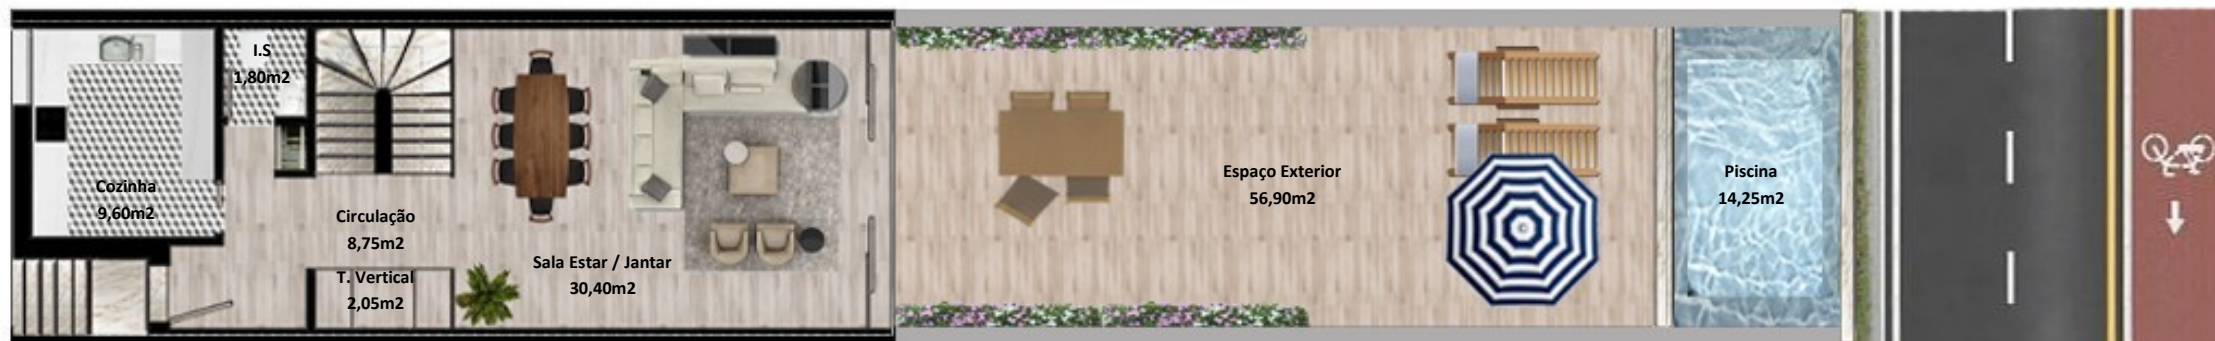 I.S
1,80m2
Cozinha
9,60m2
Circulação
8,75m2
T. Vertical
2,05m2
Sala Estar / Jantar
30,40m2
Espaço Exterior
56,90m2
Piscina
14,25m2